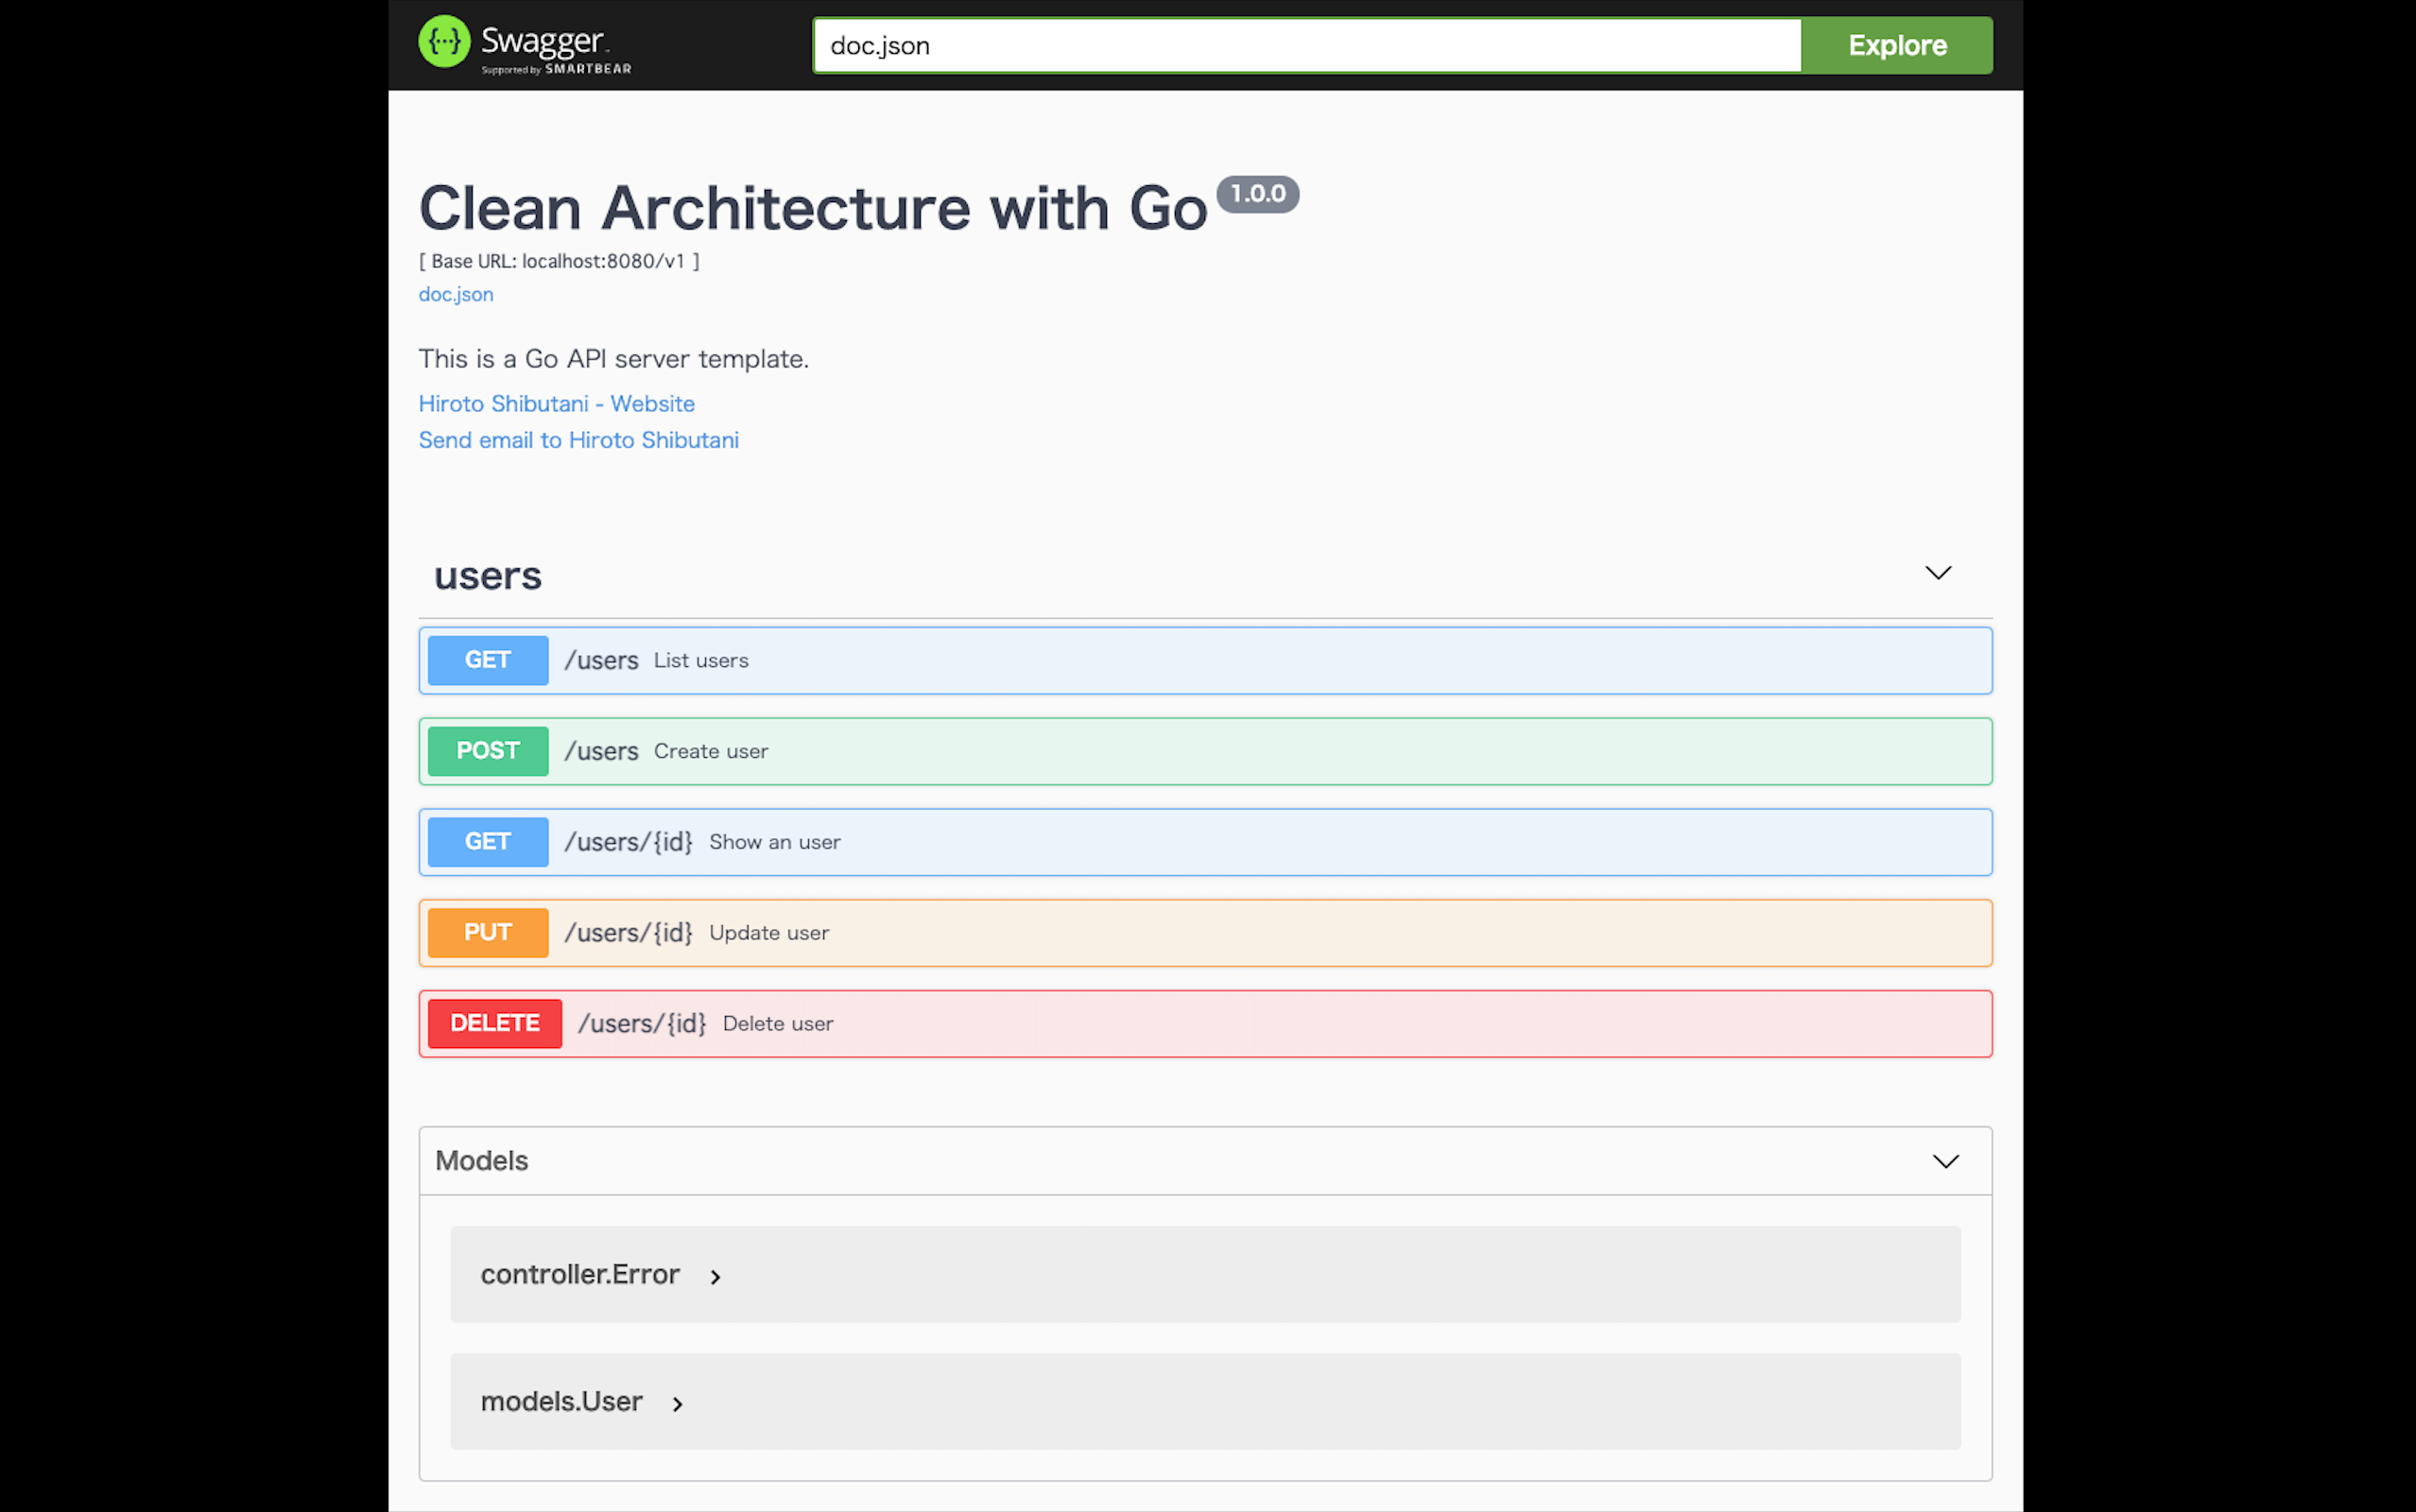 Swagger
Supported by SMARTBEAR
doc.json
Explore
Clean Architecture with Go 1.0.0
[ Base URL: localhost:8080/v1 ]
doc.json
This is a Go API server template.
Hiroto Shibutani - Website
Send email to Hiroto Shibutani
users
GET /users List users
POST /users Create user
GET /users/{id} Show an user
PUT /users/{id} Update user
DELETE /users/{id} Delete user
Models
controller.Error
models.User